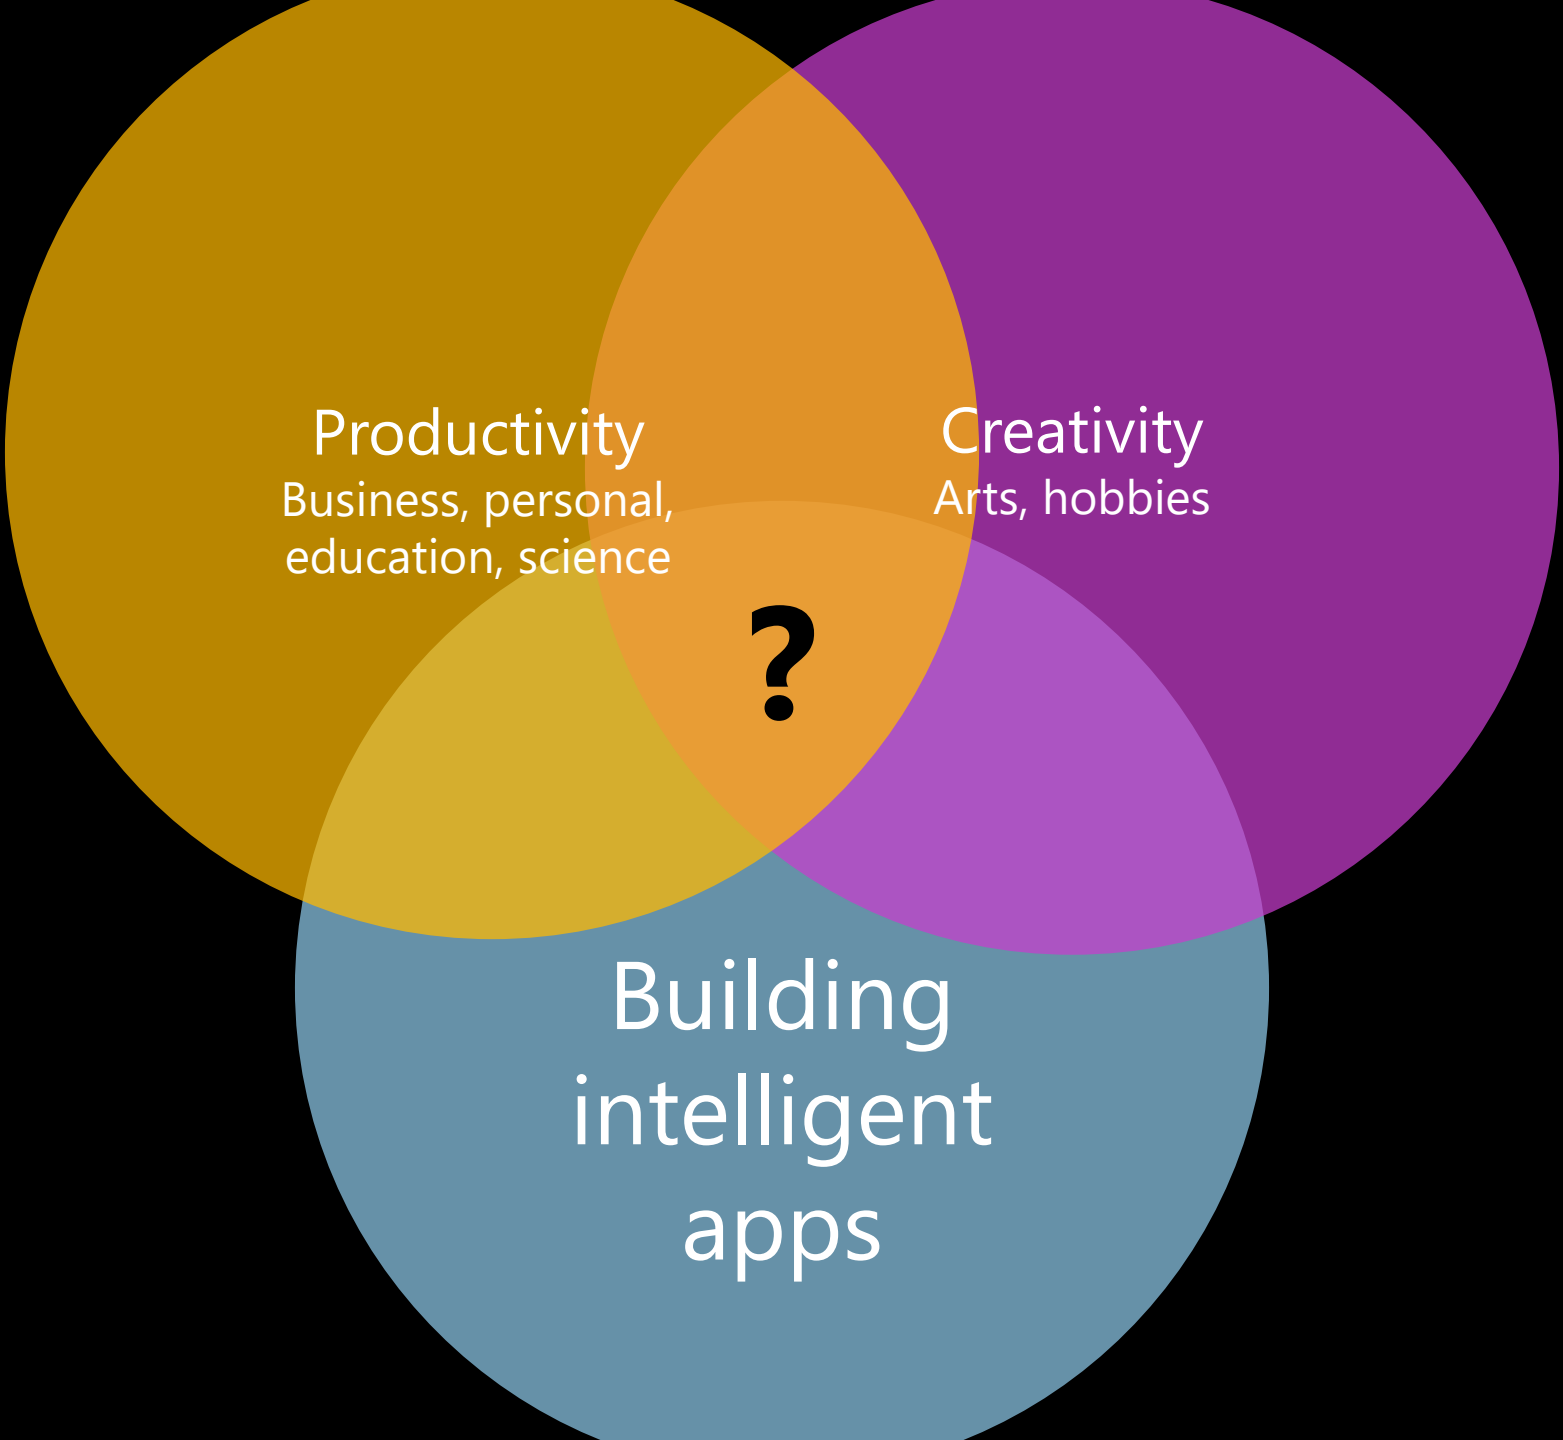 Productivity
Business, personal,
education, science
Creativity
Arts, hobbies
?
Building
intelligent
apps